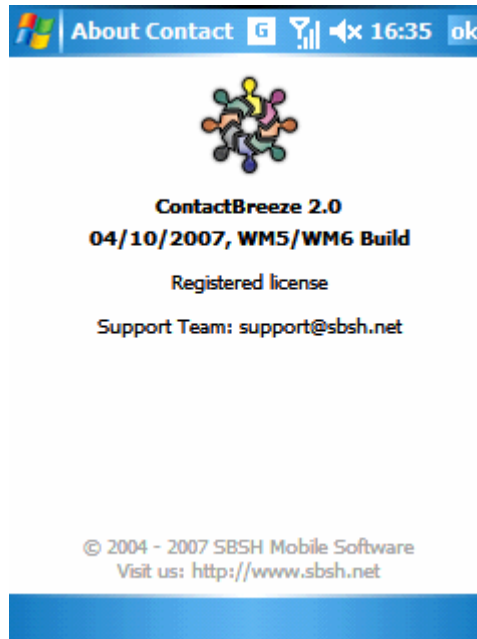 About Contact G 16:35 ok
ContactBreeze 2.0
04/10/2007, WM5/WM6 Build
Registered license
Support Team: support@sbsh.net
© 2004 - 2007 SBSH Mobile Software
Visit us: http://www.sbsh.net